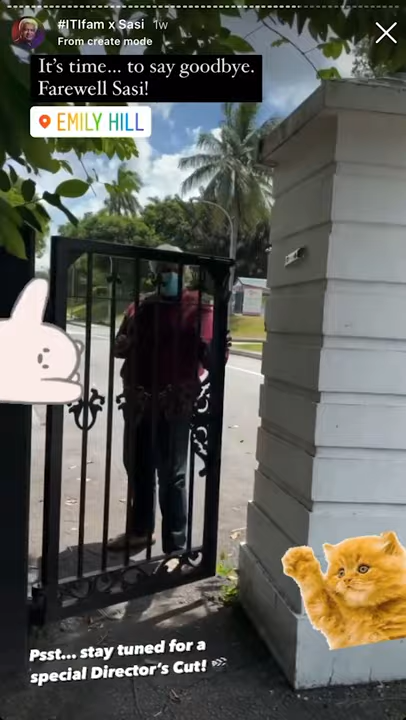 #ITIfam x Sasi 1w
From create mode
It's time... to say goodbye.
Farewell Sasi!
EMILY HILL
Psst... stay tuned for a
special Director's Cut!